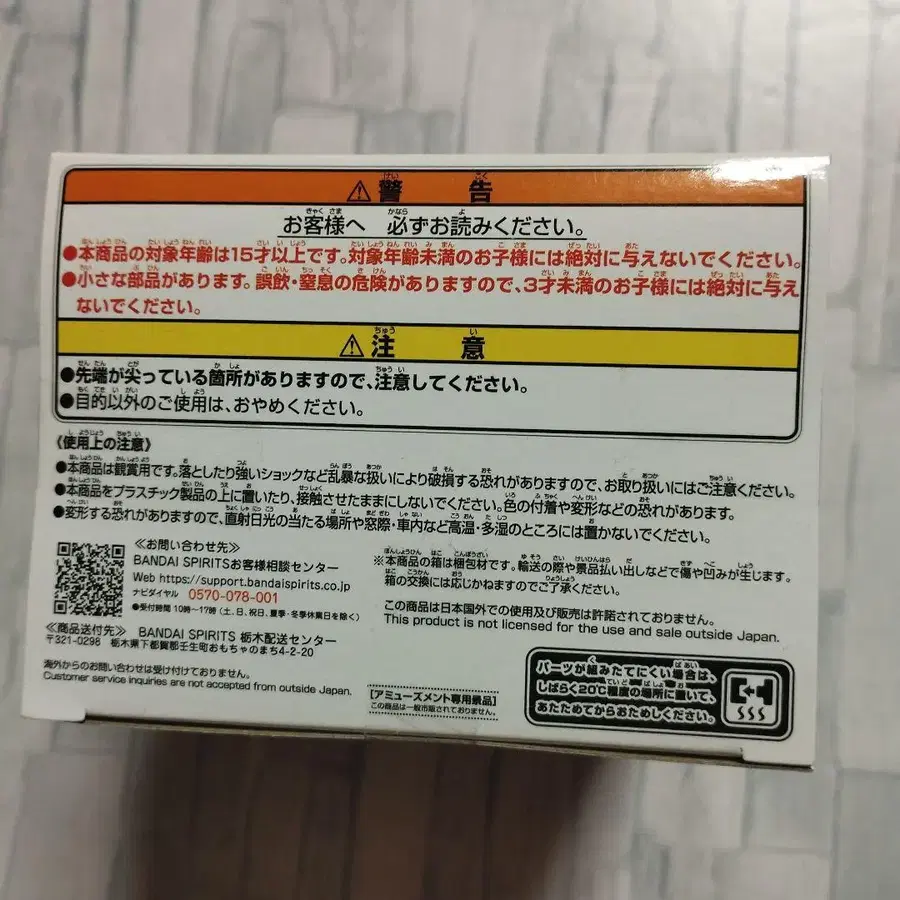 ⚠警告
お客様へ 必ずお読みください。
●本商品の対象年齢は15才以上です。対象年齢未満のお子様には絶対に与えないでください。
●小さな部品があります。誤飲・窒息の危険がありますので、3才未満のお子様には絶対に与え
ないでください。
⚠注意
●先端が尖っている箇所がありますので、注意してください。
●目的以外のご使用は、おやめください。
《使用上の注意》
●本商品は観賞用です。落としたり強いショックなど乱暴な扱いにより破損する恐れがありますので、お取り扱いにはご注意ください。
●本商品をプラスチック製品の上に置いたり、接触させたままにしないでください。色の付着や変形などの恐れがあります。
●変形する恐れがありますので、直射日光の当たる場所や窓際・車内など高温・多湿のところには置かないでください。
≪お問い合わせ先≫
BANDAI SPIRITSお客様相談センター
Web https://support.bandaispirits.co.jp
ナビダイヤル 0570-078-001
●受付時間 10時〜17時 (土、日、祝日、夏季・冬季休業日を除く)
≪商品送付先≫ BANDAI SPIRITS 栃木配送センター
〒321-0298 栃木県下都賀郡壬生町おもちゃのまち4-2-20
海外からのお問い合わせは受け付けておりません。
Customer service inquiries are not accepted from outside Japan.
※本商品の箱は梱包材です。輸送の際や景品払い出しなどで傷や凹みが生じます。
箱の交換には応じかねますのでご了承ください。
この商品は日本国外での使用及び販売は許諾されておりません。
This product is not licensed for the use and sale outside Japan.
[アミューズメント専用景品]
この商品は一般市販されておりません。
パーツが組みたてにくい場合は、
しばらく20℃程度の場所に置いて、
あたためてからおためしください。